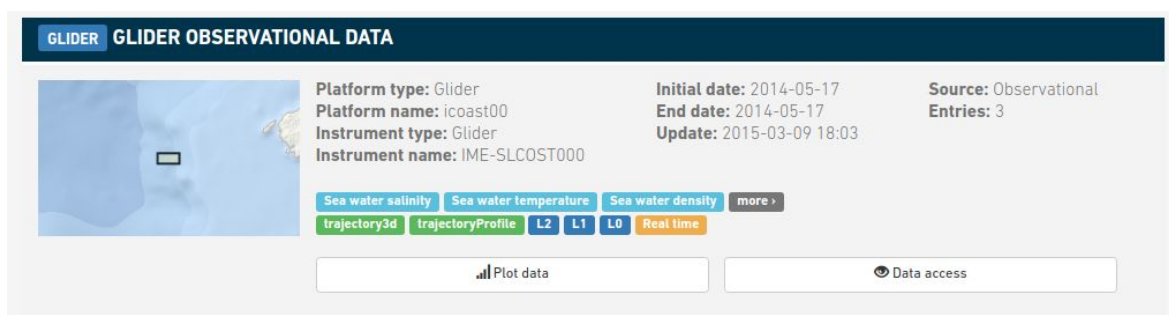 GLIDER GLIDER OBSERVATIONAL DATA
Platform type: Glider
Platform name: icoast00
Instrument type: Glider
Instrument name: IME-SLCOST000
Initial date: 2014-05-17
End date: 2014-05-17
Update: 2015-03-09 18:03
Source: Observational
Entries: 3
Sea water salinity Sea water temperature Sea water density more ›
trajectory3d trajectoryProfile L2 L1 L0 Real time
Plot data
Data access